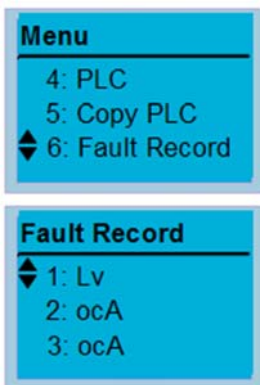 Menu
4: PLC
5: Copy PLC
6: Fault Record
Fault Record
1: Lv
2: ocA
3: ocA